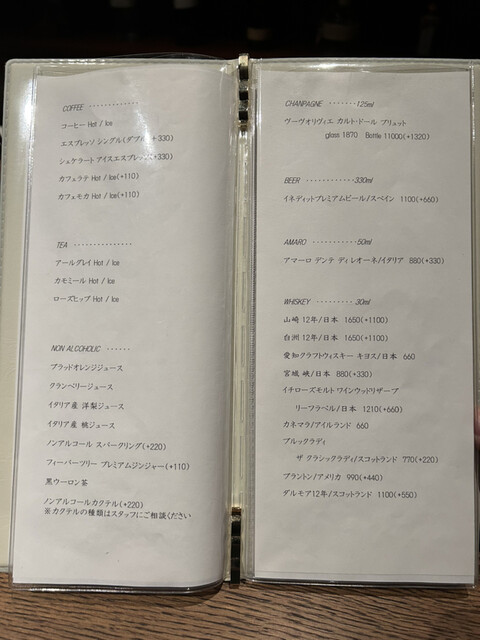 COFFEE ·············
コーヒー Hot / Ice
エスプレッソ シングル(ダブル +330)
シェケラート アイスエスプレッソ(+330)
カフェラテ Hot / Ice(+110)
カフェモカ Hot / Ice(+110)
TEA ···············
アールグレイ Hot / Ice
カモミール Hot / Ice
ローズヒップ Hot / Ice
NON ALCOHOLIC ······
ブラッドオレンジジュース
クランベリージュース
イタリア産 洋梨ジュース
イタリア産 桃ジュース
ノンアルコール スパークリング(+220)
フィーバーツリー プレミアムジンジャー(+110)
黒ウーロン茶
ノンアルコールカクテル(+220)
※カクテルの種類はスタッフにご相談ください
CHANPAGNE ········125ml
ヴーヴオリヴィエ カルト・ドール ブリュット
glass 1870 Bottle 11000(+1320)
BEER ·············330ml
イネディットプレミアムビール/スペイン 1100(+660)
AMARO ···········50ml
アマーロ デンテ ディ レオーネ/イタリア 880(+330)
WHISKEY ··········30ml
山崎 12年/日本 1650(+1100)
白洲 12年/日本 1650(+1100)
愛知クラフトウィスキー キヨス/日本 660
宮城 峡/日本 880(+330)
イチローズモルト ワインウッドリザーブ
リーフラベル/日本 1210(+660)
カネマラ/アイルランド 660
ブルックラディ
ザ クラシックラディ/スコットランド 770(+220)
ブラントン/アメリカ 990(+440)
ダルモア12年/スコットランド 1100(+550)